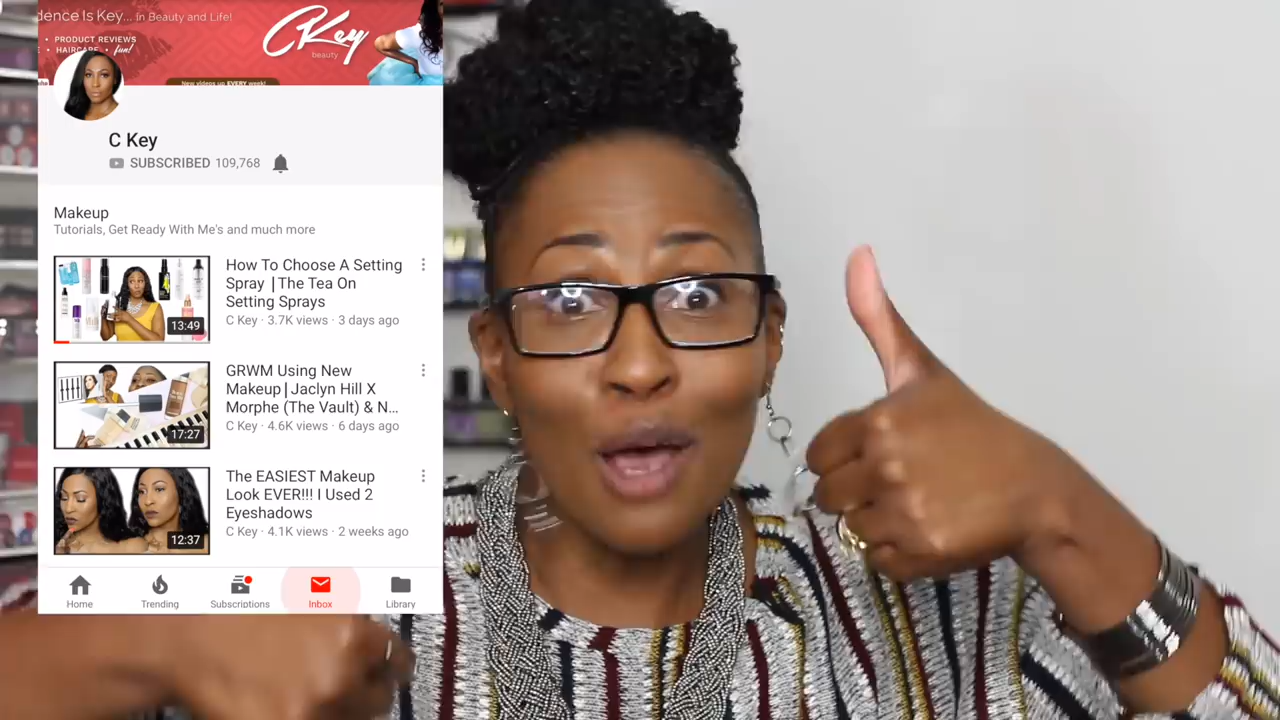 dence Is Key... In Beauty and Life!
• PRODUCT REVIEWS
• HAIRCARE • fun!
CKey
beauty
New videos up EVERY week!
C Key
SUBSCRIBED 109,768
Makeup
Tutorials, Get Ready With Me's and much more
How To Choose A Setting
Spray | The Tea On
Setting Sprays
C Key · 3.7K views · 3 days ago
13:49
GRWM Using New
Makeup | Jaclyn Hill X
Morphe (The Vault) & N...
C Key · 4.6K views · 6 days ago
17:27
The EASIEST Makeup
Look EVER!!! I Used 2
Eyeshadows
C Key · 4.1K views · 2 weeks ago
12:37
Home
Trending
Subscriptions
Inbox
Library